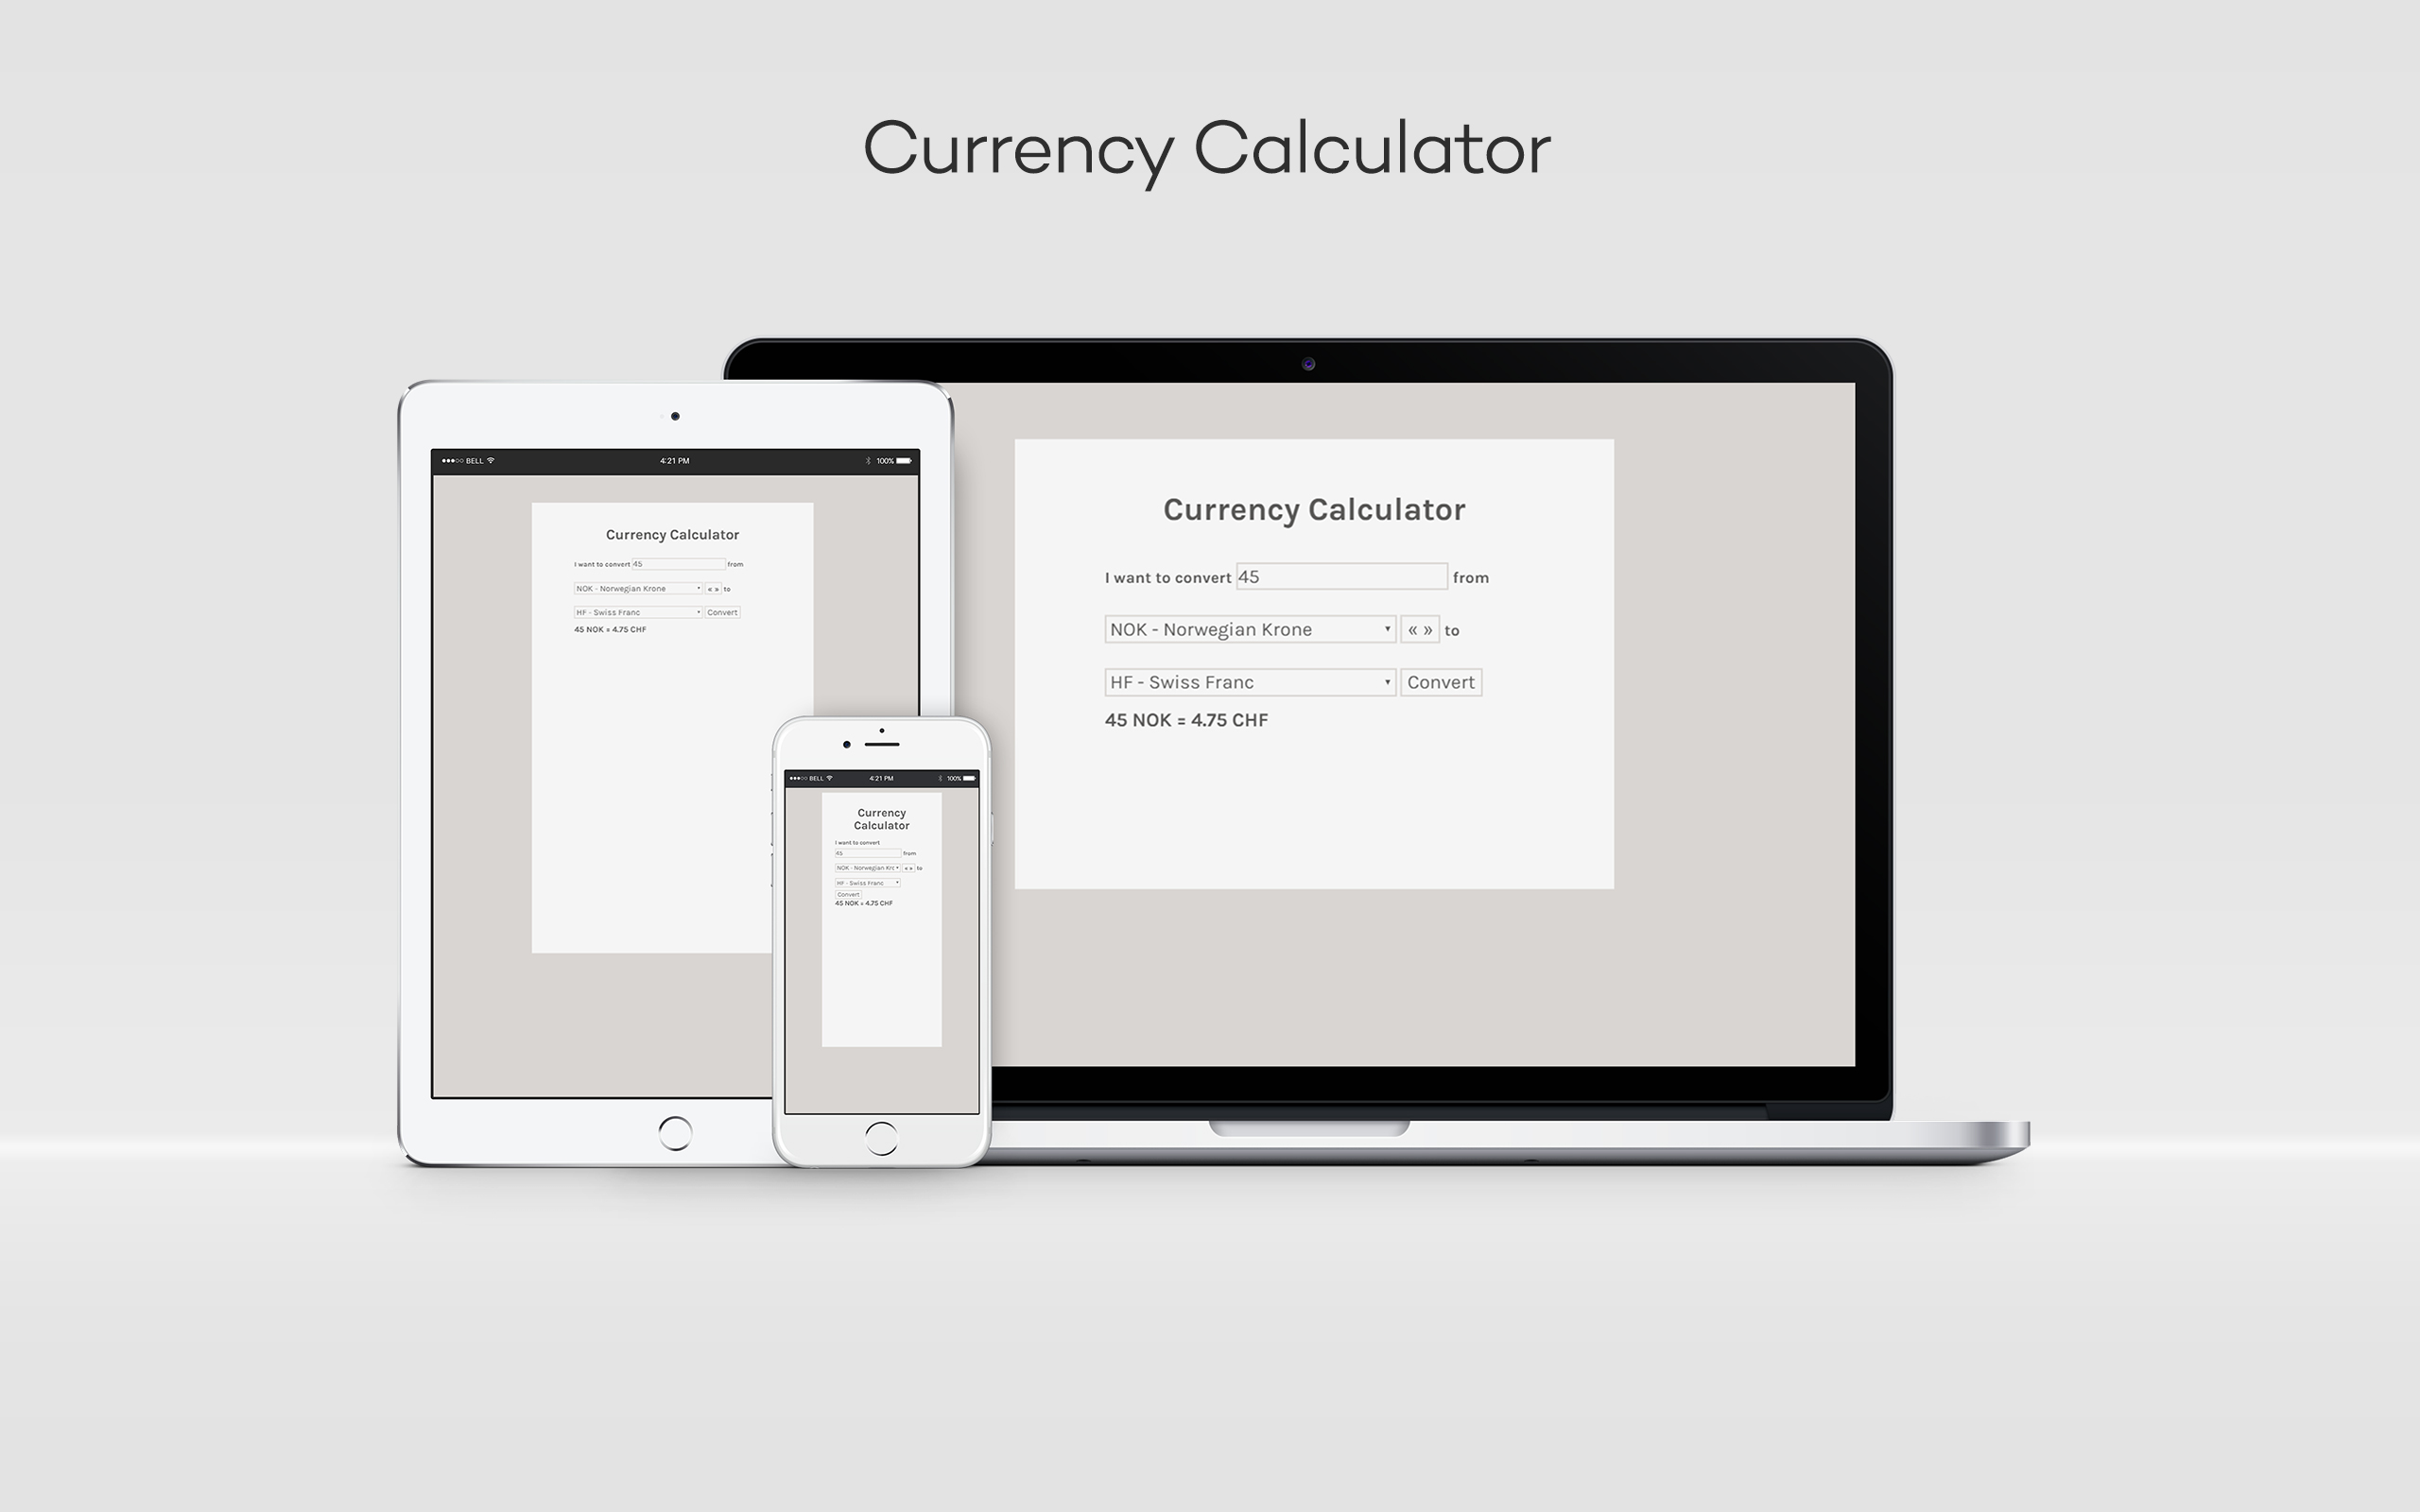 Currency Calculator
●●●○○ BELL 4:21 PM 100%
Currency Calculator
I want to convert 45 from
NOK - Norwegian Krone « » to
HF - Swiss Franc Convert
45 NOK = 4.75 CHF
●●●○○ BELL 4:21 PM 100%
Currency
Calculator
I want to convert
45 from
NOK - Norwegian Krc « » to
HF - Swiss Franc
Convert
45 NOK = 4.75 CHF
Currency Calculator
I want to convert 45 from
NOK - Norwegian Krone « » to
HF - Swiss Franc Convert
45 NOK = 4.75 CHF